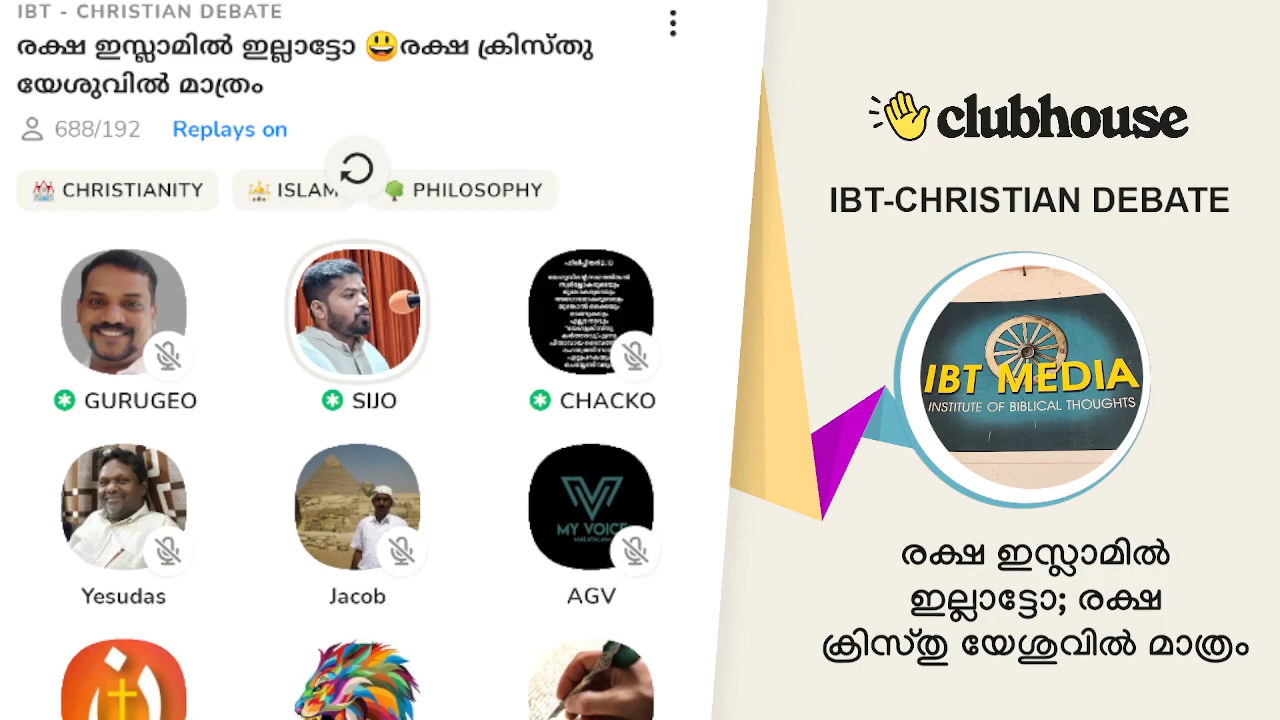 IBT - CHRISTIAN DEBATE
രക്ഷ ഇസ്ലാമിൽ ഇല്ലാട്ടോ 😃രക്ഷ ക്രിസ്തു
യേശുവിൽ മാത്രം
688/192 Replays on
CHRISTIANITY ISLAM PHILOSOPHY
GURUGEO SIJO CHACKO
MY VOICE
MALAYALAM
Yesudas Jacob AGV
clubhouse
IBT-CHRISTIAN DEBATE
IBT MEDIA
INSTITUTE OF BIBLICAL THOUGHTS
രക്ഷ ഇസ്ലാമിൽ
ഇല്ലാട്ടോ; രക്ഷ
ക്രിസ്തു യേശുവിൽ മാത്രം